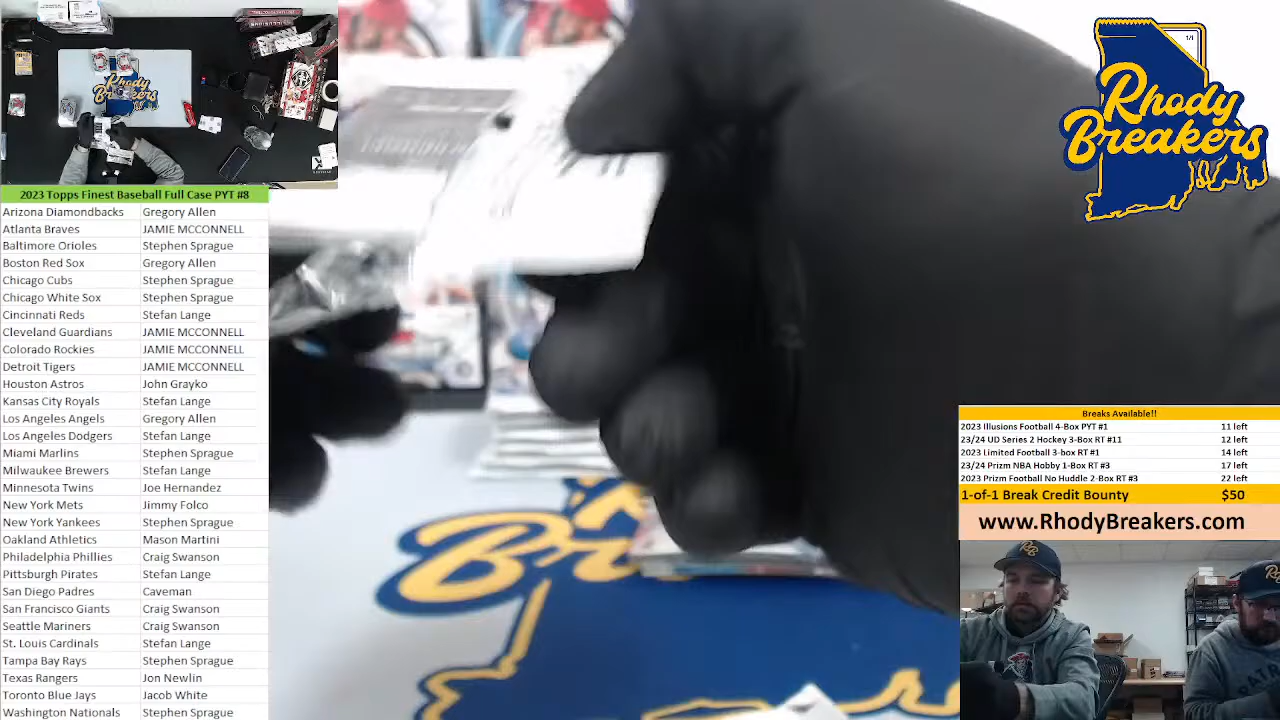 2023 Topps Finest Baseball Full Case PYT #8
Arizona Diamondbacks Gregory Allen
Atlanta Braves JAMIE MCCONNELL
Baltimore Orioles Stephen Sprague
Boston Red Sox Gregory Allen
Chicago Cubs Stephen Sprague
Chicago White Sox Stephen Sprague
Cincinnati Reds Stefan Lange
Cleveland Guardians JAMIE MCCONNELL
Colorado Rockies JAMIE MCCONNELL
Detroit Tigers JAMIE MCCONNELL
Houston Astros John Grayko
Kansas City Royals Stefan Lange
Los Angeles Angels Gregory Allen
Los Angeles Dodgers Stefan Lange
Miami Marlins Stephen Sprague
Milwaukee Brewers Stefan Lange
Minnesota Twins Joe Hernandez
New York Mets Jimmy Folco
New York Yankees Stephen Sprague
Oakland Athletics Mason Martini
Philadelphia Phillies Craig Swanson
Pittsburgh Pirates Stefan Lange
San Diego Padres Caveman
San Francisco Giants Craig Swanson
Seattle Mariners Craig Swanson
St. Louis Cardinals Stefan Lange
Tampa Bay Rays Stephen Sprague
Texas Rangers Jon Newlin
Toronto Blue Jays Jacob White
Washington Nationals Stephen Sprague
1/1
Rhody
Breakers
Breaks Available!!
2023 Illusions Football 4-Box PYT #1 11 left
23/24 UD Series 2 Hockey 3-Box RT #11 12 left
2023 Limited Football 3-box RT #1 14 left
23/24 Prizm NBA Hobby 1-Box RT #3 17 left
2023 Prizm Football No Huddle 2-Box RT #3 22 left
1-of-1 Break Credit Bounty $50
www.RhodyBreakers.com